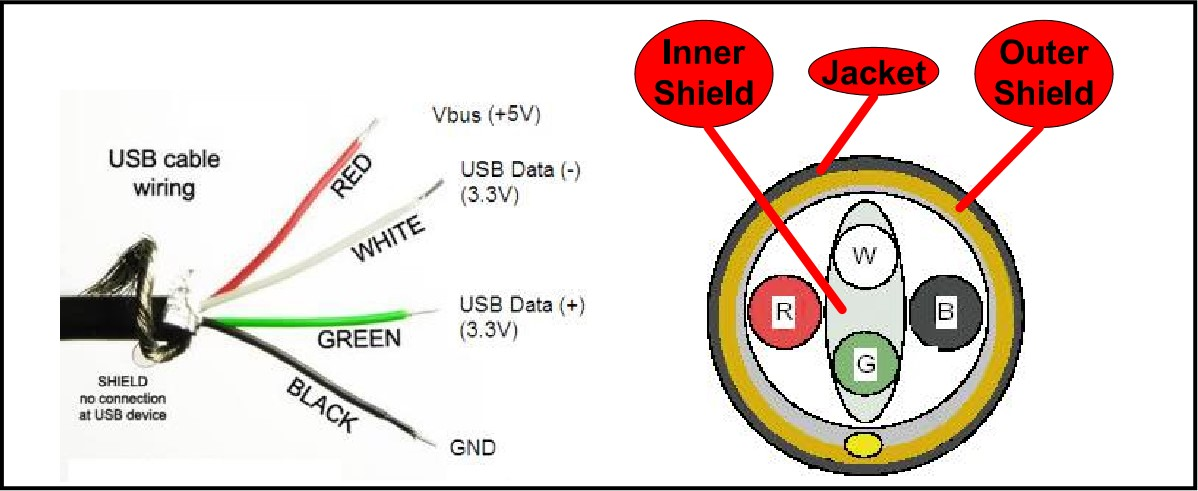 USB cable
wiring
RED
Vbus (+5V)
WHITE
USB Data (-)
(3.3V)
GREEN
USB Data (+)
(3.3V)
BLACK
GND
SHIELD
no connection
at USB device
Inner
Shield
Jacket
Outer
Shield
W
R
B
G